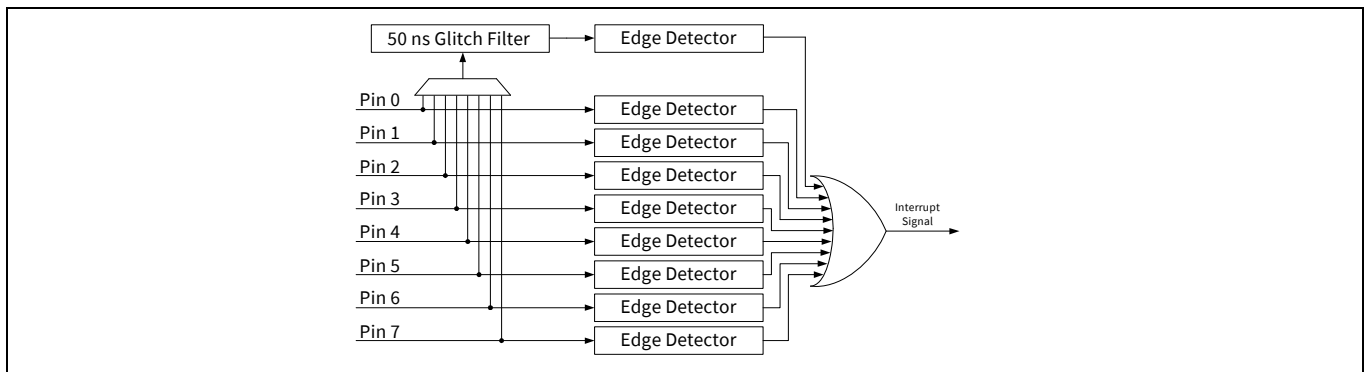 50 ns Glitch Filter
Edge Detector
Pin 0
Edge Detector
Pin 1
Edge Detector
Pin 2
Edge Detector
Pin 3
Edge Detector
Pin 4
Edge Detector
Pin 5
Edge Detector
Pin 6
Edge Detector
Pin 7
Edge Detector
Interrupt
Signal